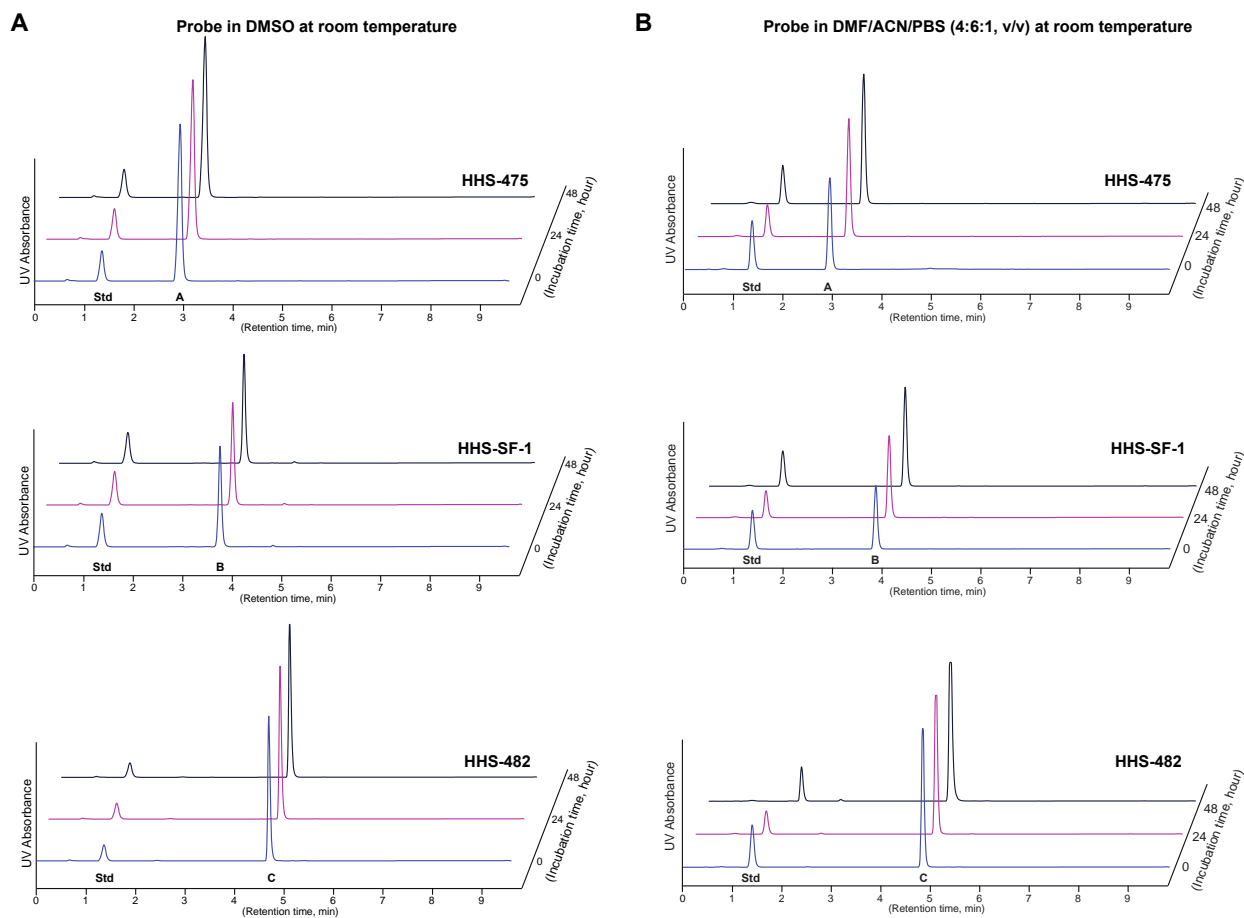 A
Probe in DMSO at room temperature
UV Absorbance
HHS-475
0
24
48
(Incubation time, hour)
Std
A
0 1 2 3 4 5 6 7 8 9
(Retention time, min)
UV Absorbance
HHS-SF-1
0
24
48
(Incubation time, hour)
Std
B
0 1 2 3 4 5 6 7 8 9
(Retention time, min)
UV Absorbance
HHS-482
0
24
48
(Incubation time, hour)
Std
C
0 1 2 3 4 5 6 7 8 9
(Retention time, min)
B
Probe in DMF/ACN/PBS (4:6:1, v/v) at room temperature
UV Absorbance
HHS-475
0
24
48
(Incubation time, hour)
Std
A
0 1 2 3 4 5 6 7 8 9
(Retention time, min)
UV Absorbance
HHS-SF-1
0
24
48
(Incubation time, hour)
Std
B
0 1 2 3 4 5 6 7 8 9
(Retention time, min)
UV Absorbance
HHS-482
0
24
48
(Incubation time, hour)
Std
C
0 1 2 3 4 5 6 7 8 9
(Retention time, min)